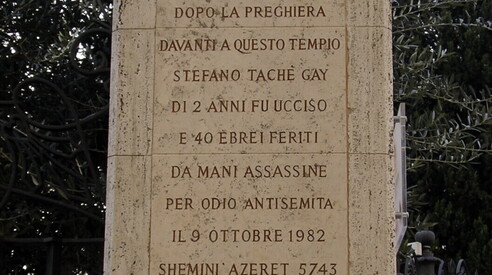 DOPO LA PREGHIERA
DAVANTI A QUESTO TEMPIO
STEFANO TACHÈ GAY
DI 2 ANNI FU UCCISO
E 40 EBREI FERITI
DA MANI ASSASSINE
PER ODIO ANTISEMITA
IL 9 OTTOBRE 1982
SHEMINÌ AZERET 5743